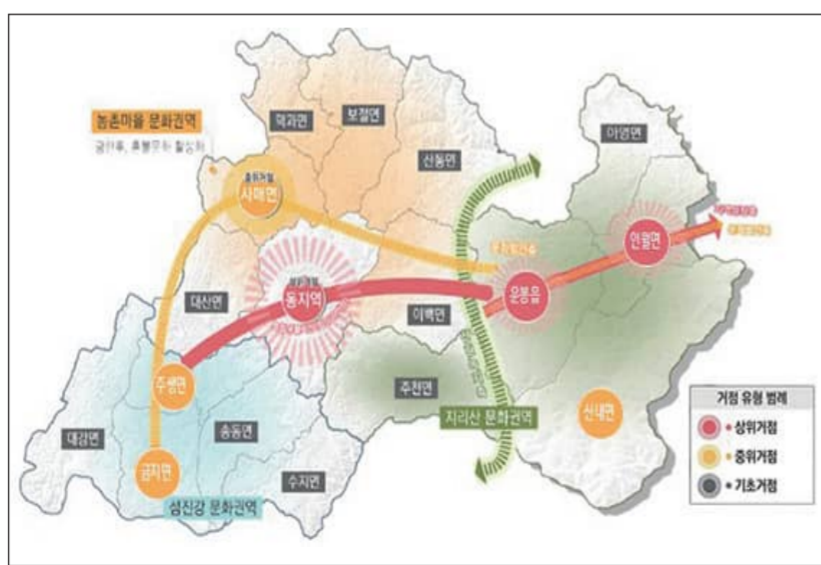 농촌마을 문화권역
덕과면
보절면
산동면
아영면
중위거점
사매면
인월면
대산면
동지역
이백면
운봉읍
주생면
주천면
지리산 문화권역
산내면
대강면
송동면
금지면
수지면
섬진강 문화권역
거점 유형 범례
상위거점
중위거점
기초거점